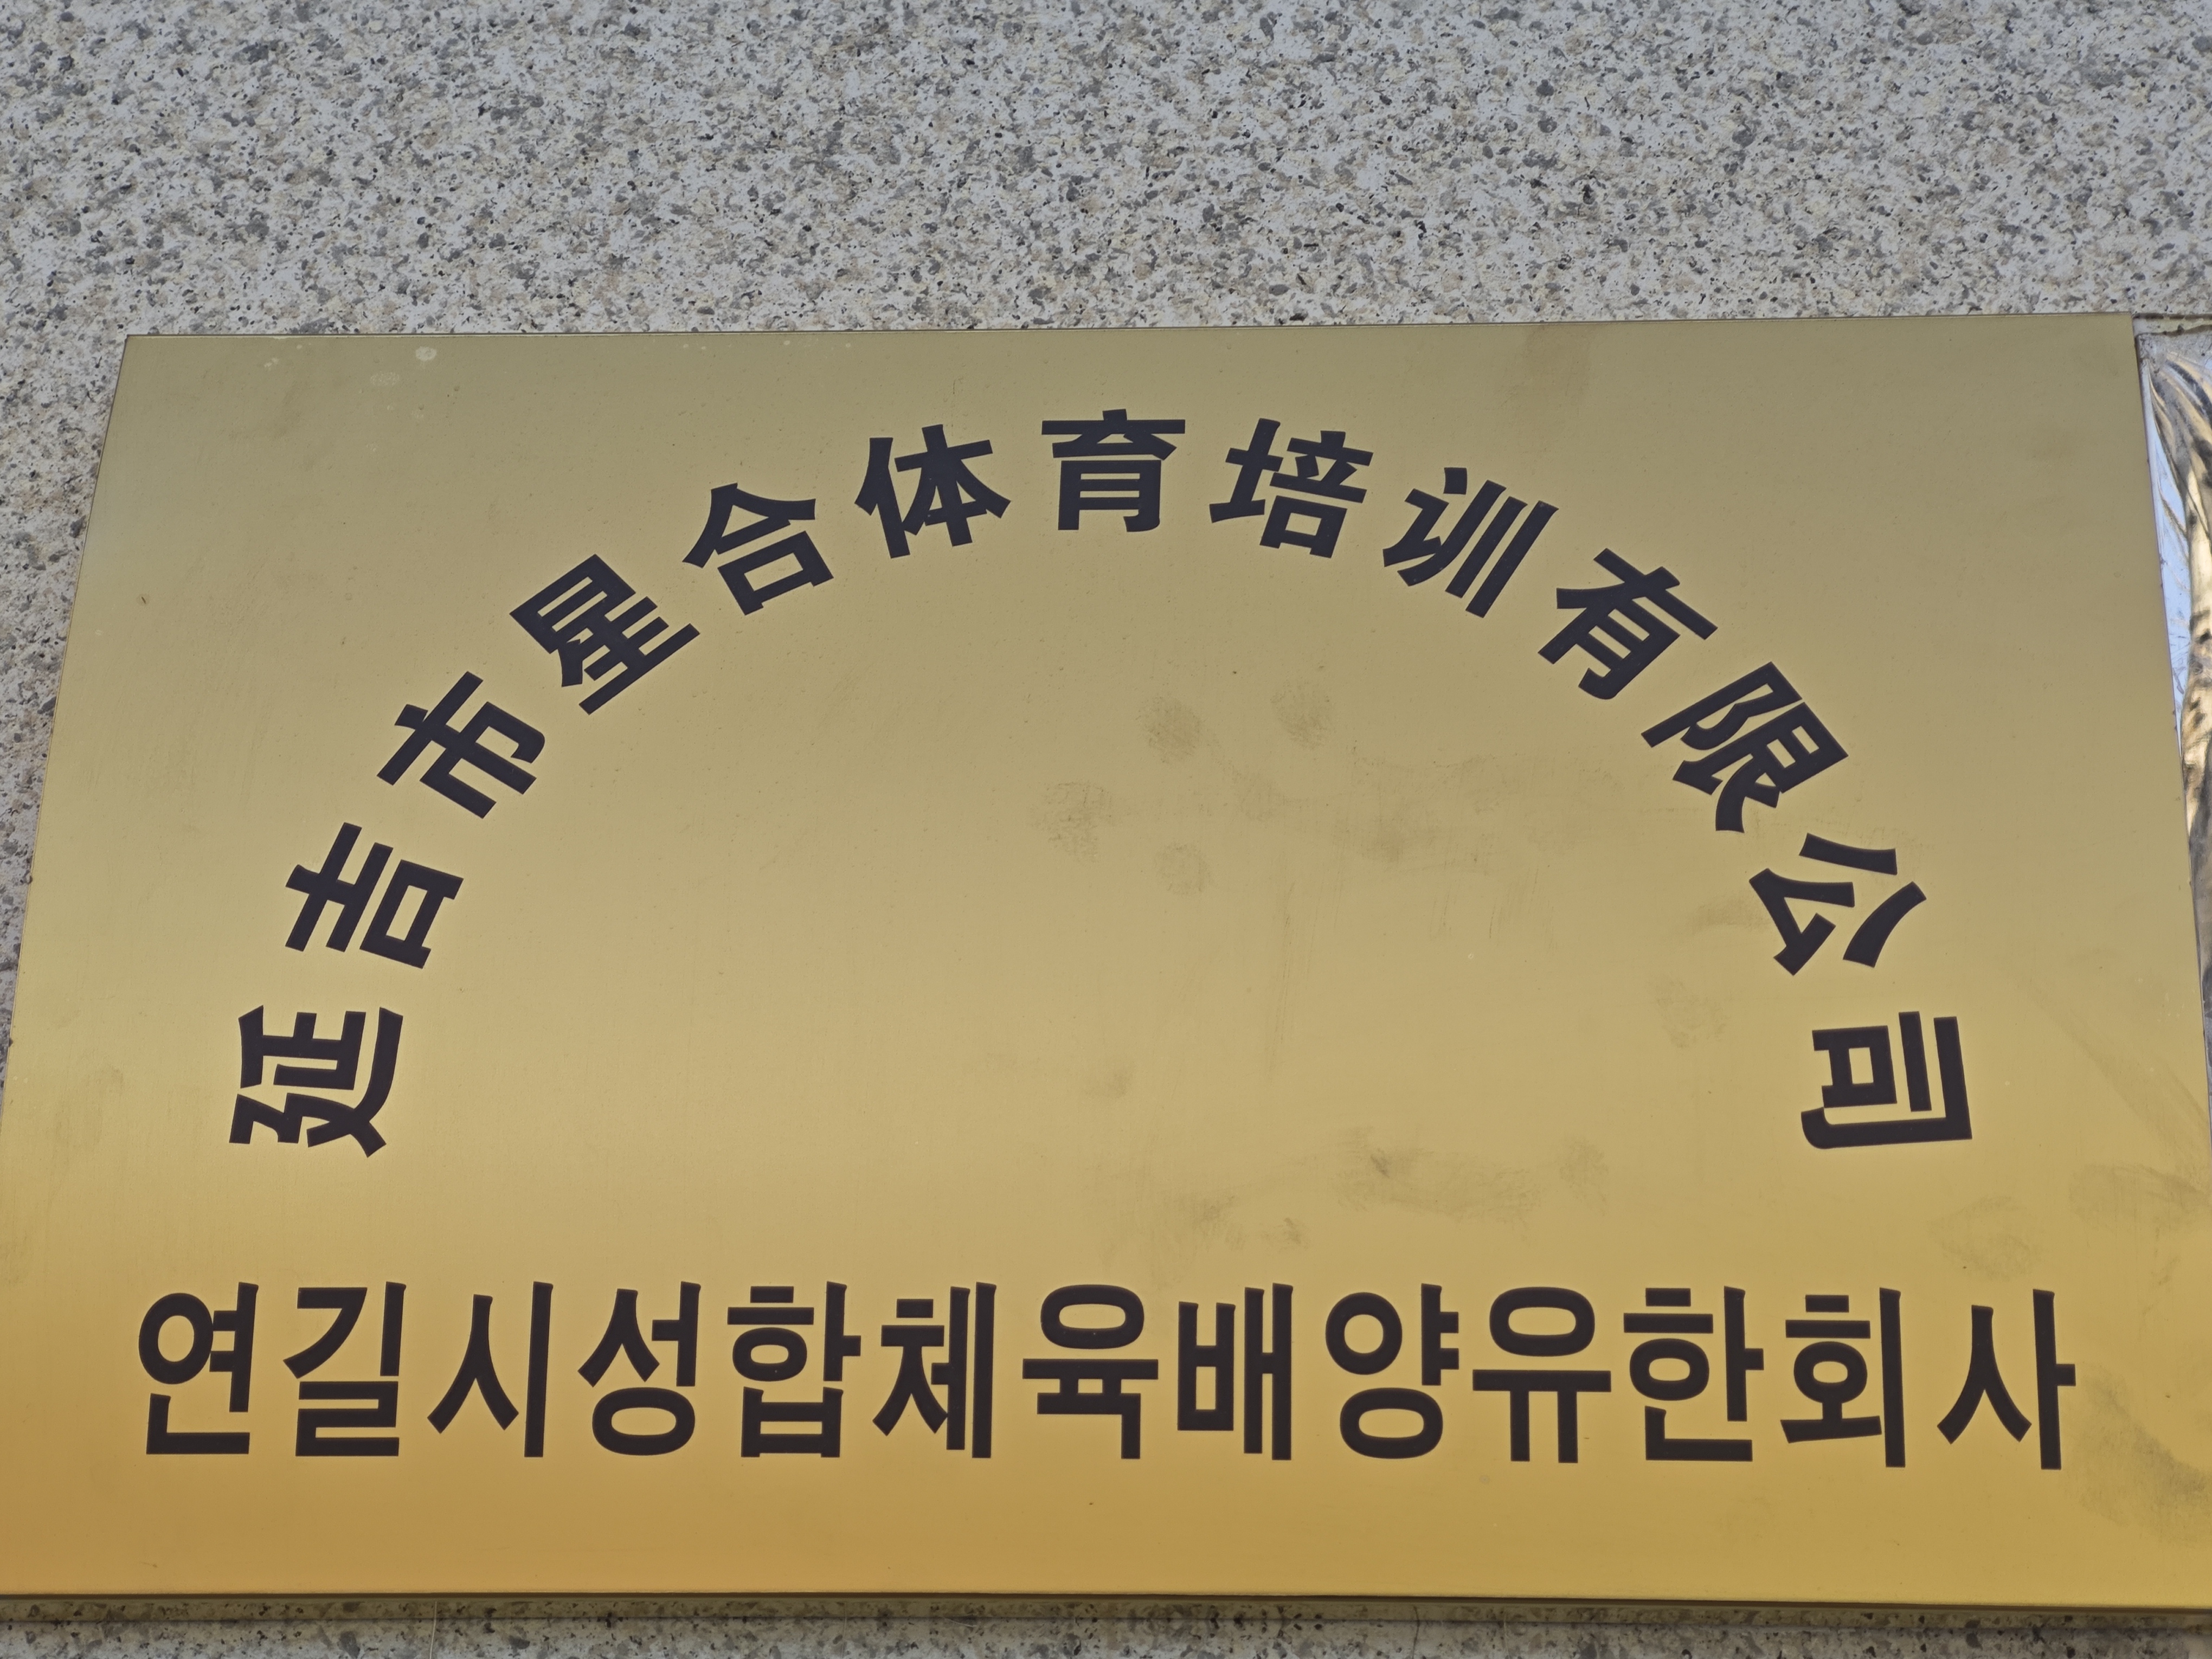 延吉市星合体育培训有限公司
연길시성합체육배양유한회사